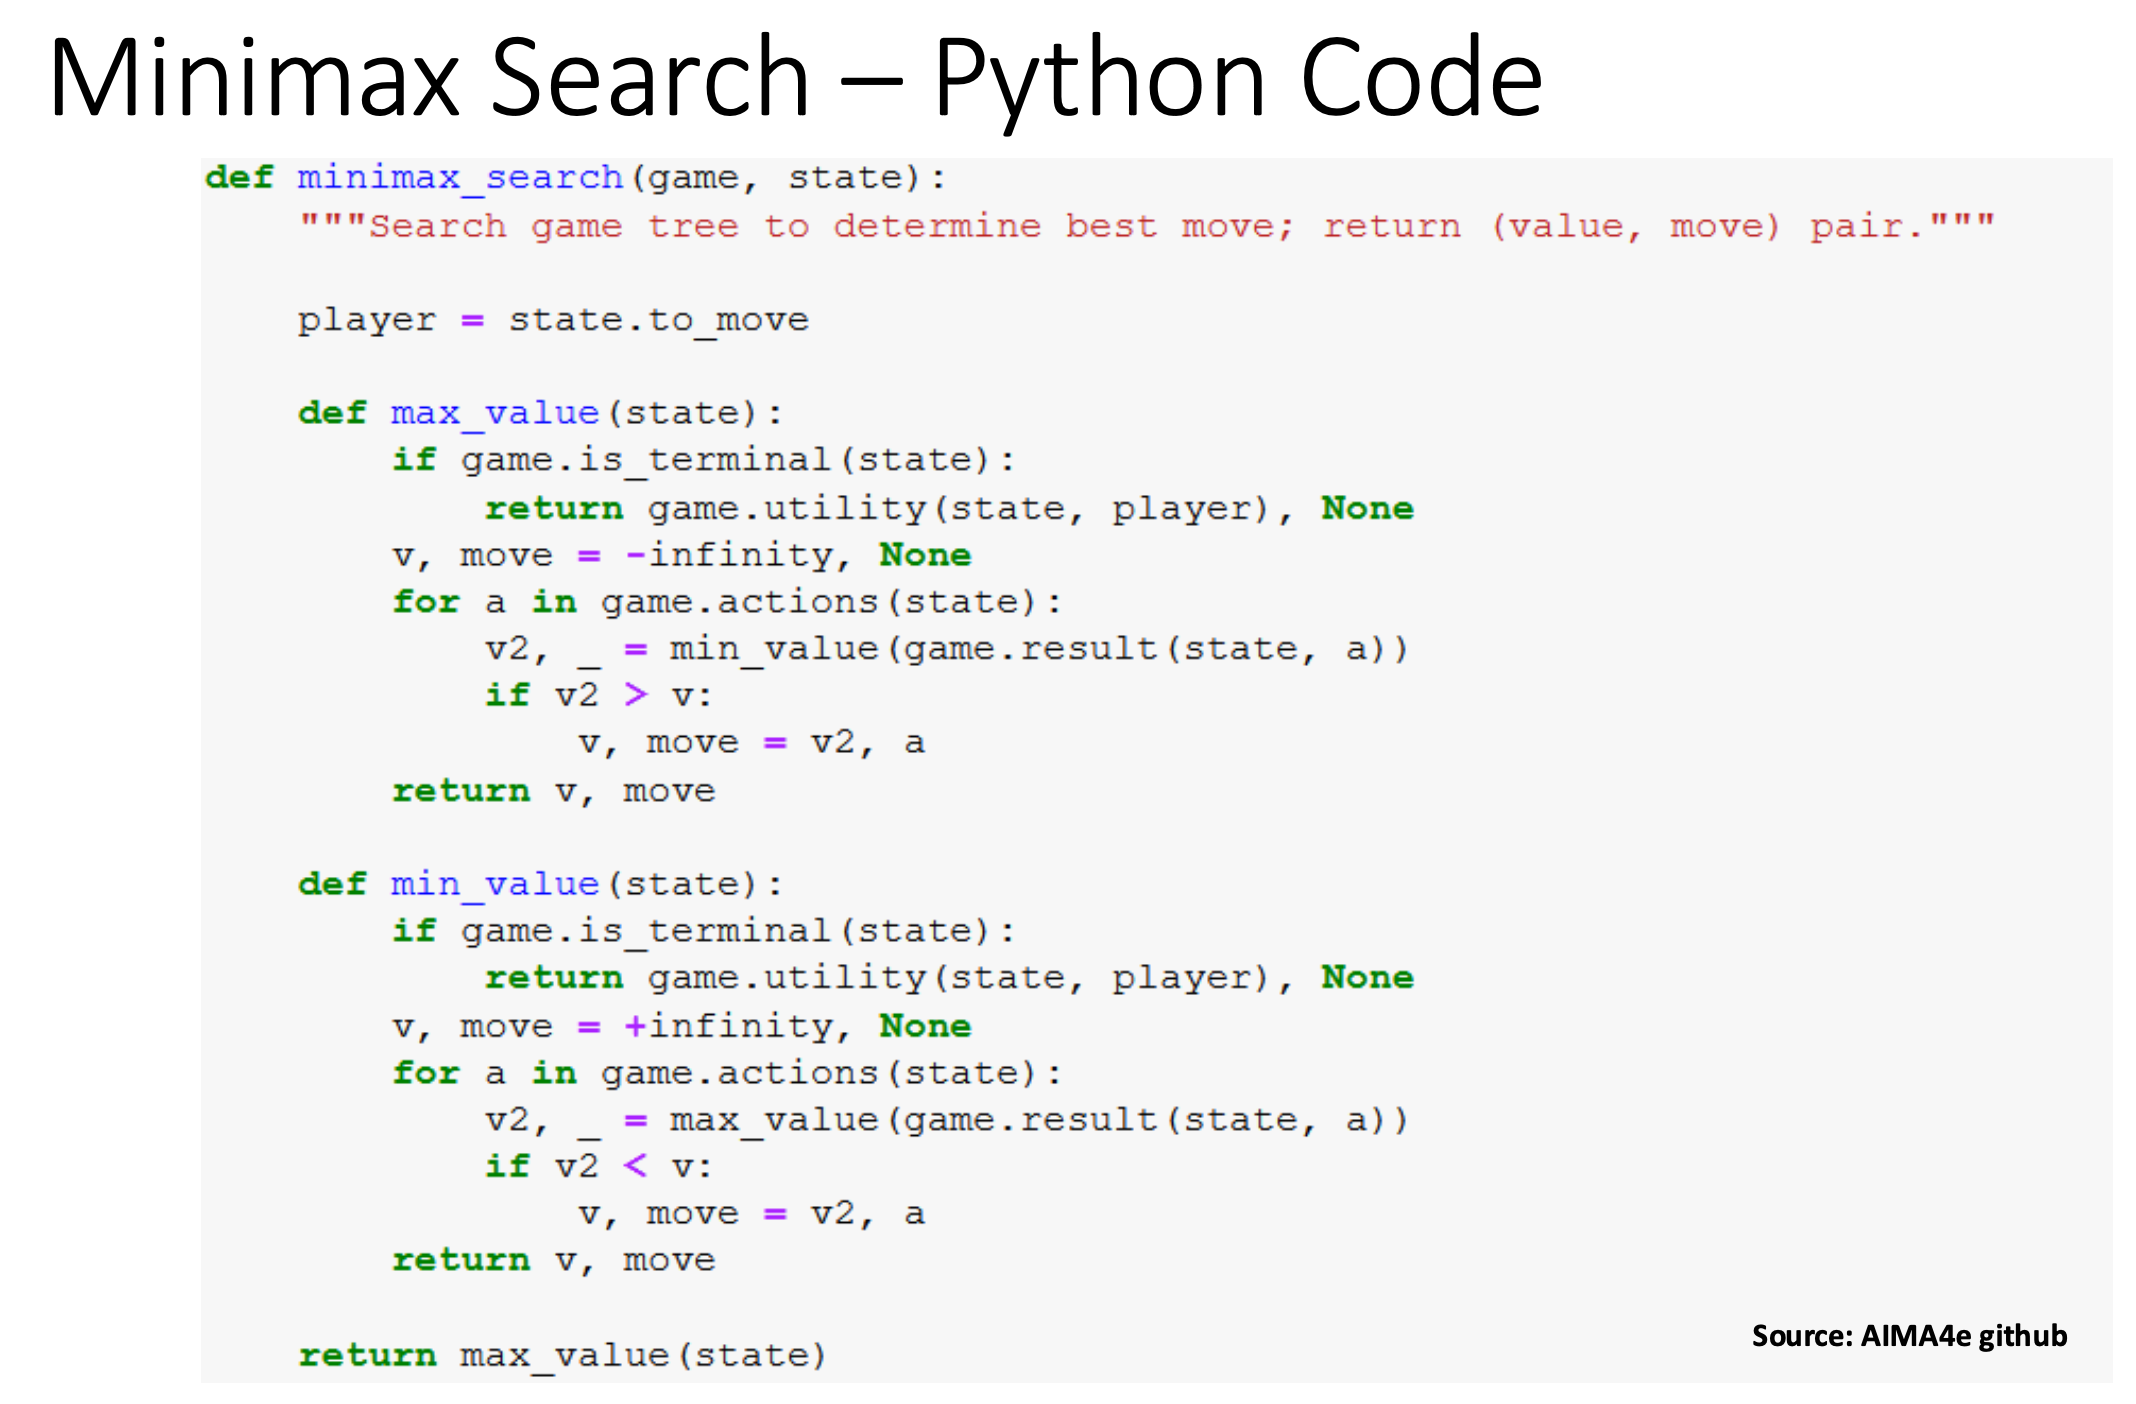 Minimax Search – Python Code
def minimax_search(game, state):
    """Search game tree to determine best move; return (value, move) pair."""
    player = state.to_move
    def max_value(state):
        if game.is_terminal(state):
            return game.utility(state, player), None
        v, move = -infinity, None
        for a in game.actions(state):
            v2, _ = min_value(game.result(state, a))
            if v2 > v:
                v, move = v2, a
        return v, move
    def min_value(state):
        if game.is_terminal(state):
            return game.utility(state, player), None
        v, move = +infinity, None
        for a in game.actions(state):
            v2, _ = max_value(game.result(state, a))
            if v2 < v:
                v, move = v2, a
        return v, move
    return max_value(state)
Source: AIMA4e github